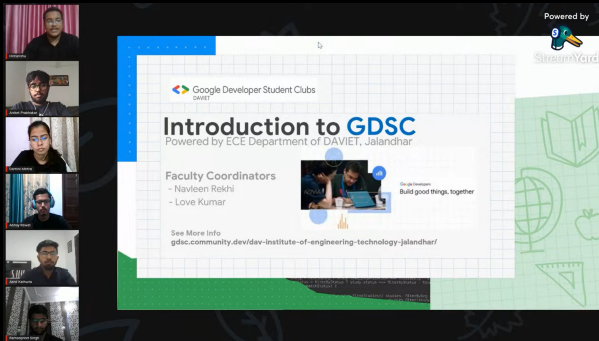 Powered by
StreamYard
Google Developer Student Clubs
DAVIET
Introduction to GDSC
Powered by ECE Department of DAVIET, Jalandhar
Faculty Coordinators
- Navleen Rekhi
- Love Kumar
Google Developers
Build good things, together
See More Info
gdsc.community.dev/dav-institute-of-engineering-technology-jalandhar/